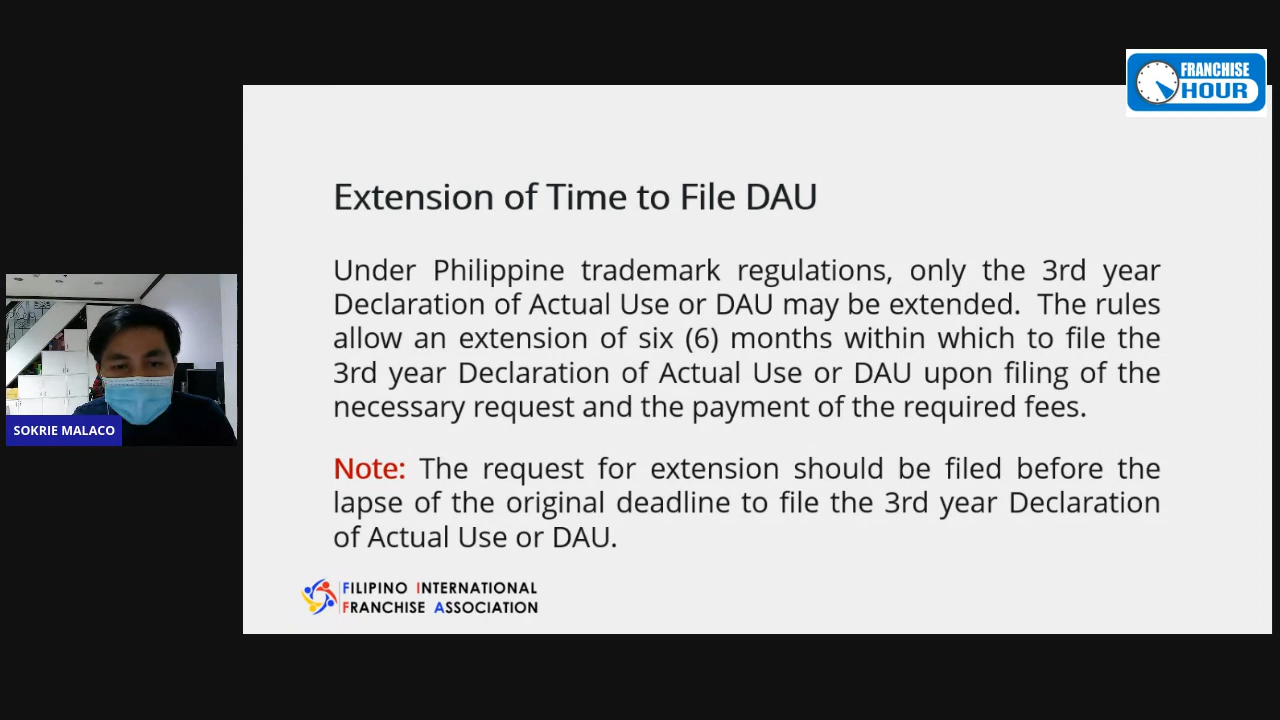 FRANCHISE
HOUR
Extension of Time to File DAU
Under Philippine trademark regulations, only the 3rd year
Declaration of Actual Use or DAU may be extended. The rules
allow an extension of six (6) months within which to file the
3rd year Declaration of Actual Use or DAU upon filing of the
necessary request and the payment of the required fees.
SOKRIE MALACO
Note: The request for extension should be filed before the
lapse of the original deadline to file the 3rd year Declaration
of Actual Use or DAU.
FILIPINO INTERNATIONAL
FRANCHISE ASSOCIATION